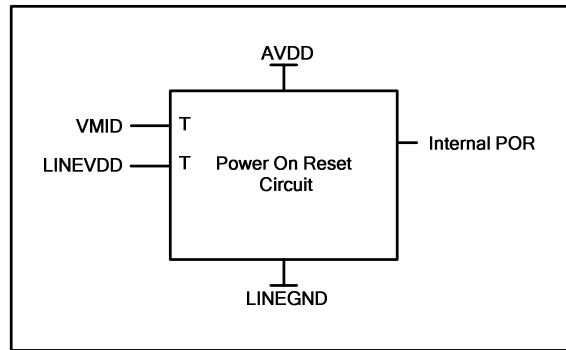 AVDD
VMID
T
LINEVDD
T
Power On Reset
Circuit
Internal POR
LINEGND